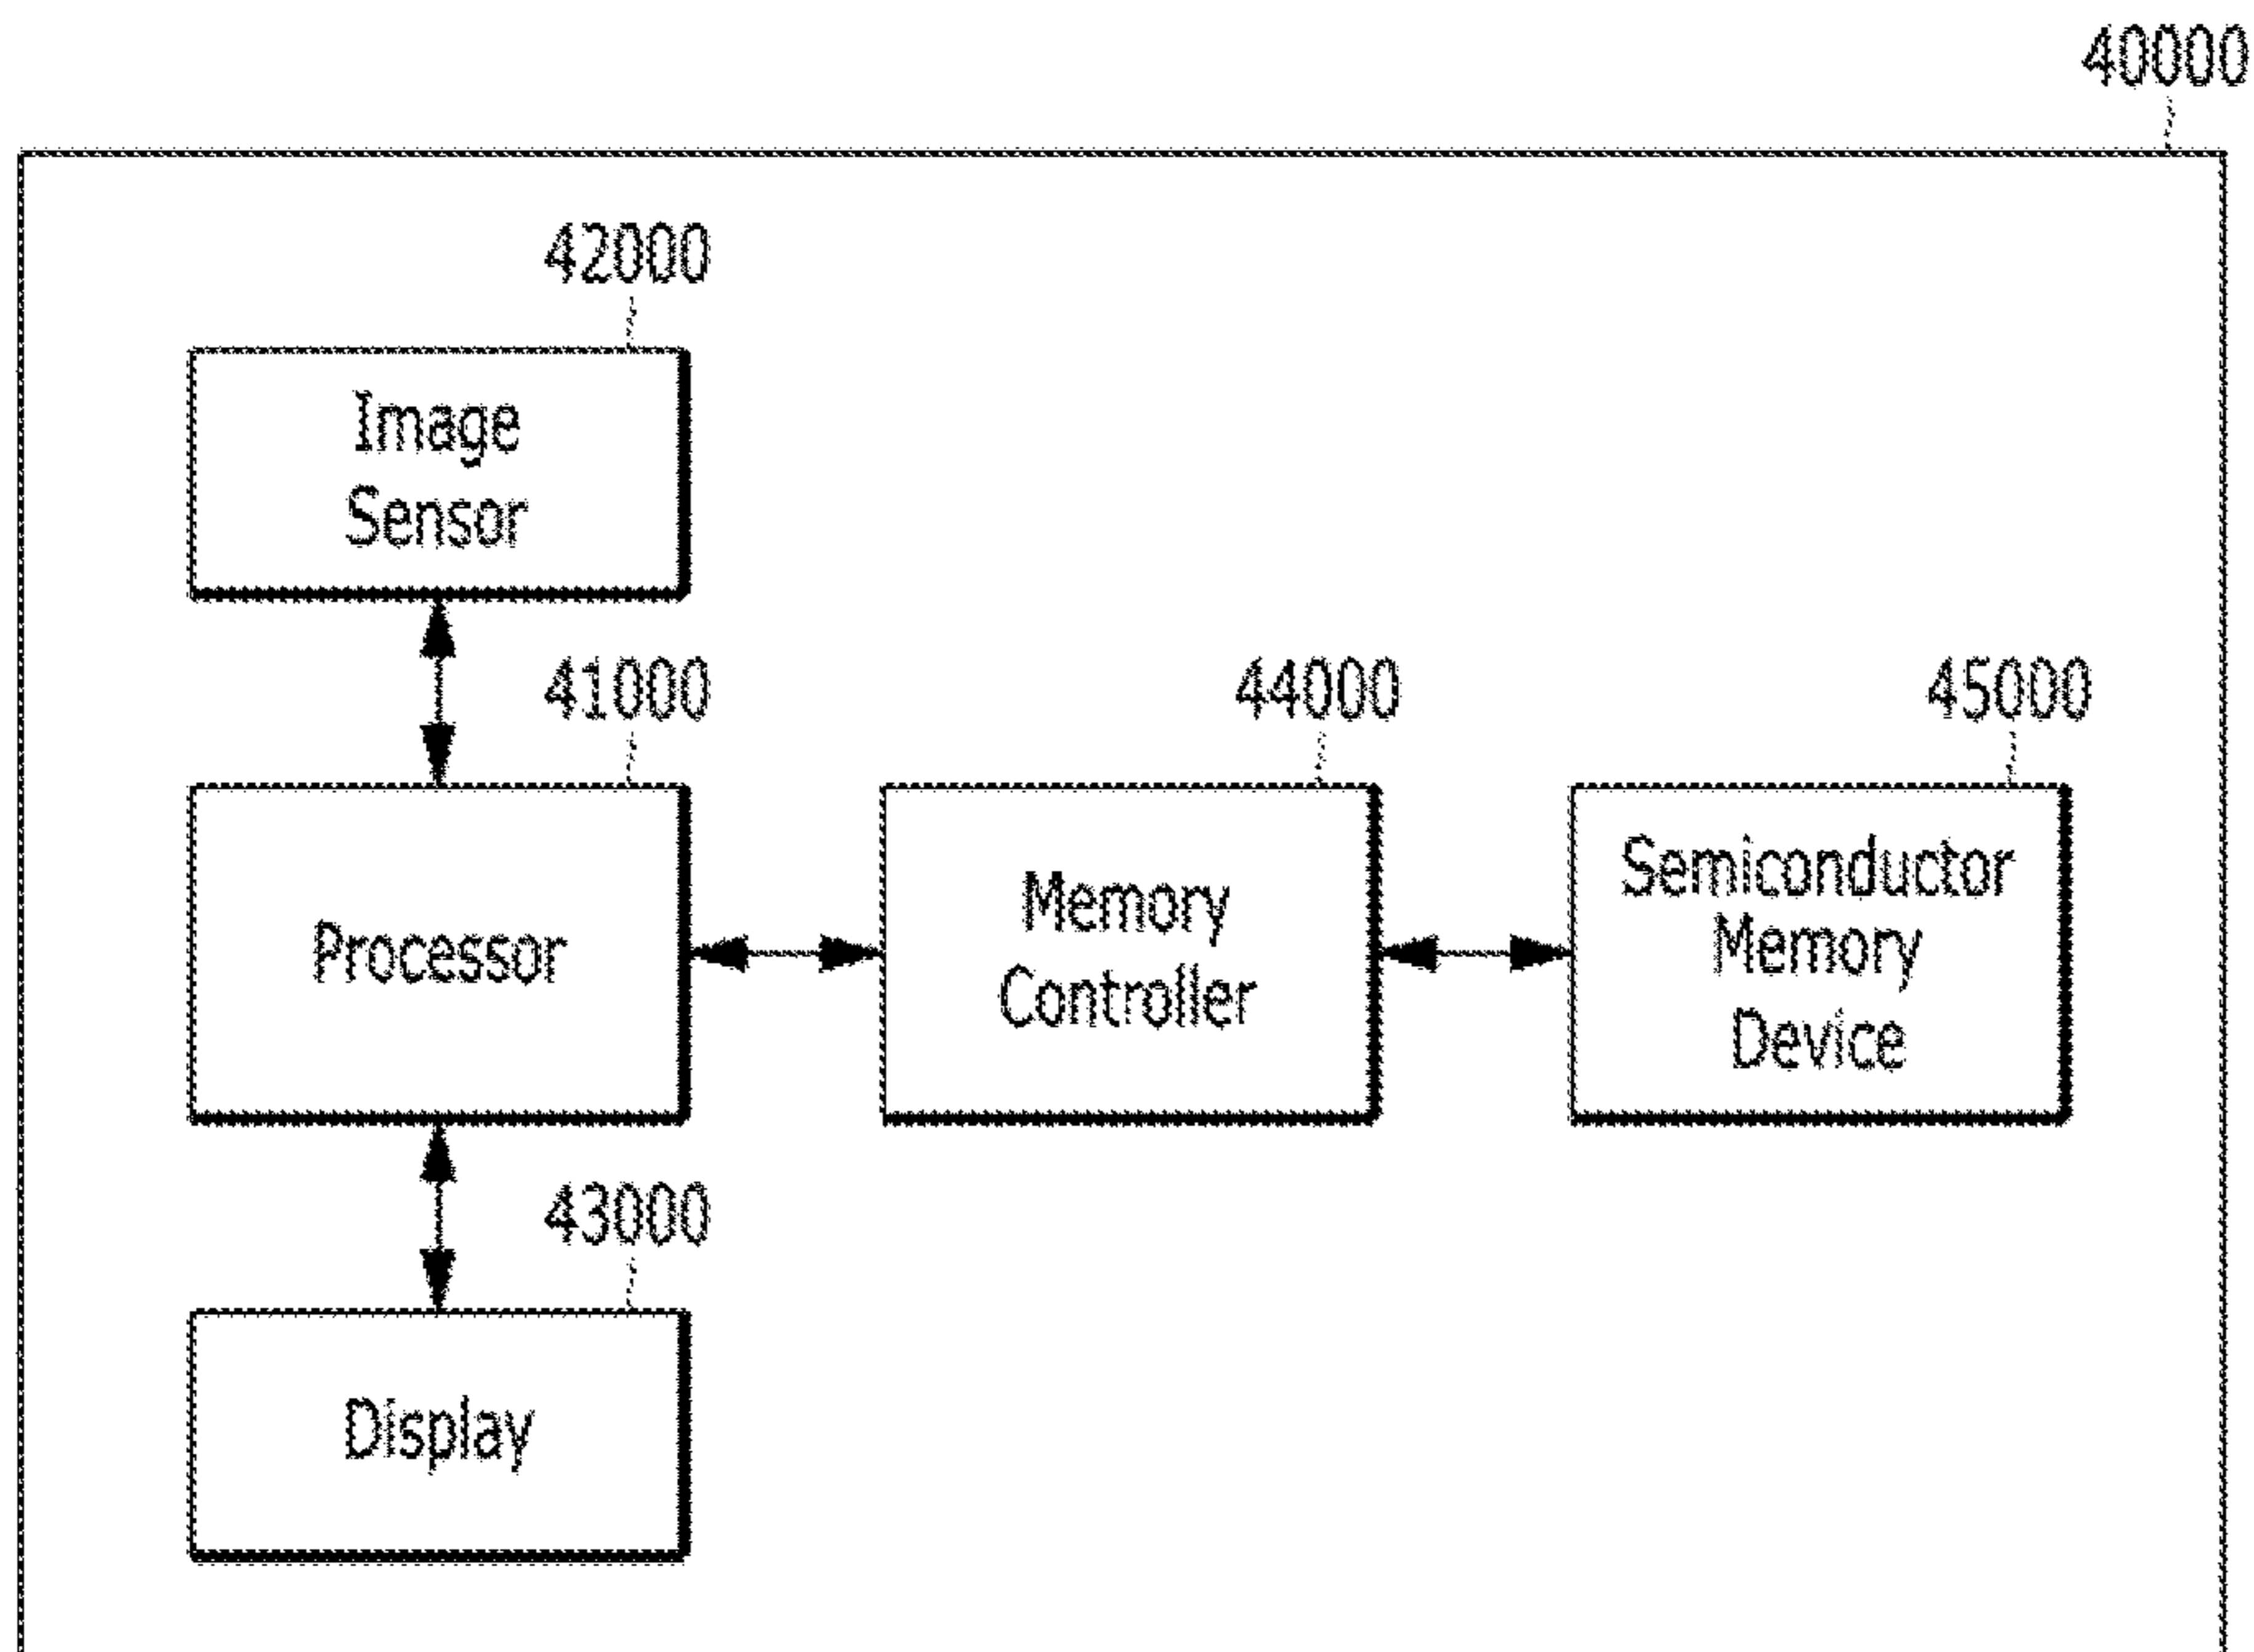 40000
42000
Image
Sensor
41000
44000
45000
Processor
Memory
Controller
Semiconductor
Memory
Device
43000
Display